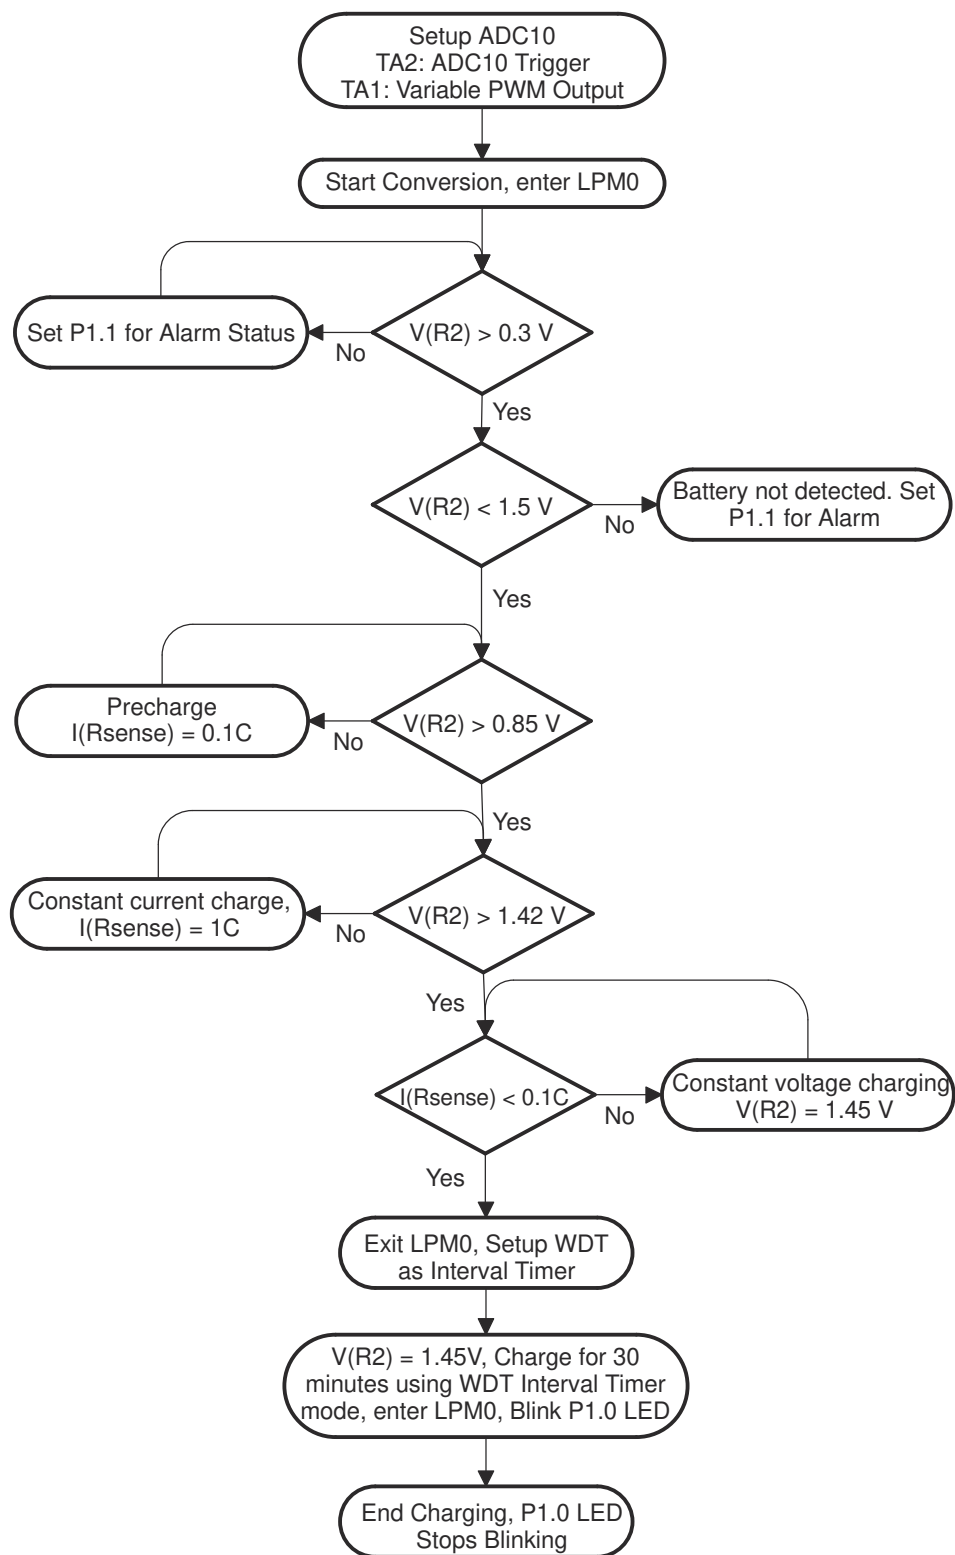 Setup ADC10
TA2: ADC10 Trigger
TA1: Variable PWM Output
Start Conversion, enter LPM0
V(R2) > 0.3 V
No
Set P1.1 for Alarm Status
Yes
V(R2) < 1.5 V
No
Battery not detected. Set
P1.1 for Alarm
Yes
V(R2) > 0.85 V
No
Precharge
I(Rsense) = 0.1C
Yes
V(R2) > 1.42 V
No
Constant current charge,
I(Rsense) = 1C
Yes
I(Rsense) < 0.1C
No
Constant voltage charging
V(R2) = 1.45 V
Yes
Exit LPM0, Setup WDT
as Interval Timer
V(R2) = 1.45V, Charge for 30
minutes using WDT Interval Timer
mode, enter LPM0, Blink P1.0 LED
End Charging, P1.0 LED
Stops Blinking